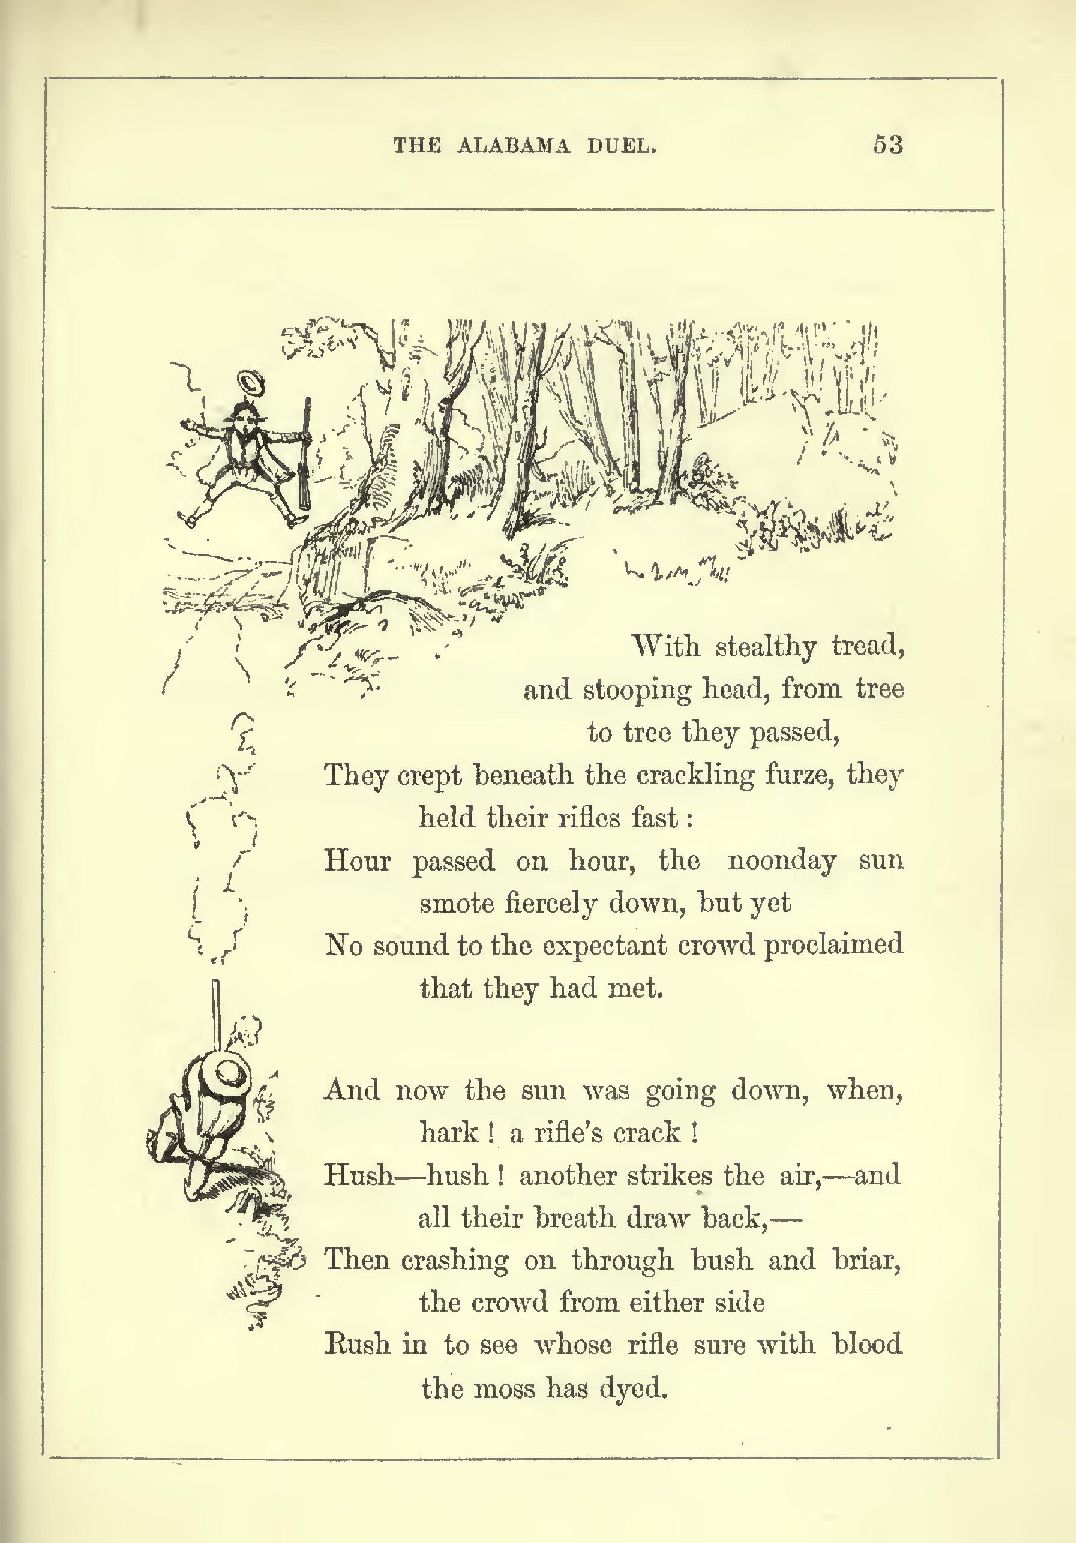 THE ALABAMA DUEL. 53
With stealthy tread,
and stooping head, from tree
to tree they passed,
They crept beneath the crackling furze, they
held their rifles fast :
Hour passed on hour, the noonday sun
smote fiercely down, but yet
No sound to the expectant crowd proclaimed
that they had met.
And now the sun was going down, when,
hark ! a rifle's crack !
Hush—hush ! another strikes the air,—and
all their breath draw back,—
Then crashing on through bush and briar,
the crowd from either side
Rush in to see whose rifle sure with blood
the moss has dyed.